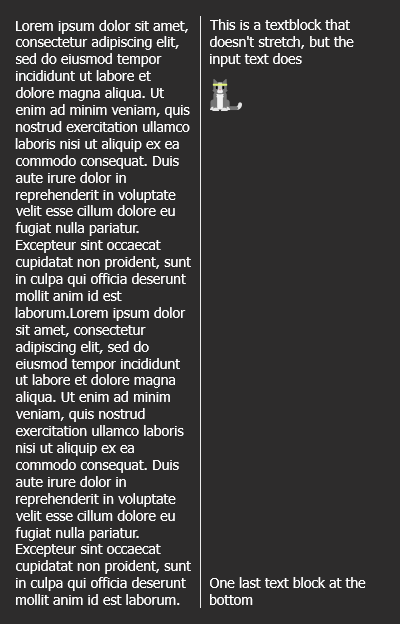 Lorem ipsum dolor sit amet,
consectetur adipiscing elit,
sed do eiusmod tempor
incididunt ut labore et
dolore magna aliqua. Ut
enim ad minim veniam, quis
nostrud exercitation ullamco
laboris nisi ut aliquip ex ea
commodo consequat. Duis
aute irure dolor in
reprehenderit in voluptate
velit esse cillum dolore eu
fugiat nulla pariatur.
Excepteur sint occaecat
cupidatat non proident, sunt
in culpa qui officia deserunt
mollit anim id est
laborum.Lorem ipsum dolor
sit amet, consectetur
adipiscing elit, sed do
eiusmod tempor incididunt
ut labore et dolore magna
aliqua. Ut enim ad minim
veniam, quis nostrud
exercitation ullamco laboris
nisi ut aliquip ex ea
commodo consequat. Duis
aute irure dolor in
reprehenderit in voluptate
velit esse cillum dolore eu
fugiat nulla pariatur.
Excepteur sint occaecat
cupidatat non proident, sunt
in culpa qui officia deserunt
mollit anim id est laborum.
This is a textblock that
doesn't stretch, but the
input text does
One last text block at the
bottom